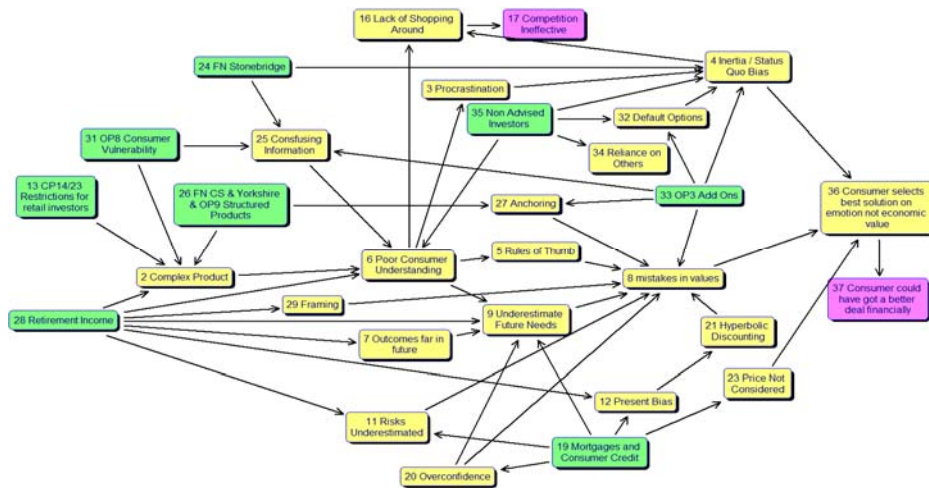 16 Lack of Shopping
Around
17 Competition
Ineffective
24 FN Stonebridge
4 Inertia / Status
Quo Bias
3 Procrastination
35 Non Advised
Investors
32 Default Options
31 OP8 Consumer
Vulnerability
25 Consfusing
Information
34 Reliance on
Others
13 CP14/23
Restrictions for
retail investors
26 FN CS & Yorkshire
& OP9 Structured
Products
33 OP3 Add Ons
27 Anchoring
36 Consumer selects
best solution on
emotion not economic
value
6 Poor Consumer
Understanding
5 Rules of Thumb
2 Complex Product
8 mistakes in values
29 Framing
28 Retirement Income
9 Underestimate
Future Needs
37 Consumer could
have got a better
deal financially
7 Outcomes far in
future
21 Hyperbolic
Discounting
23 Price Not
Considered
12 Present Bias
11 Risks
Underestimated
19 Mortgages and
Consumer Credit
20 Overconfidence